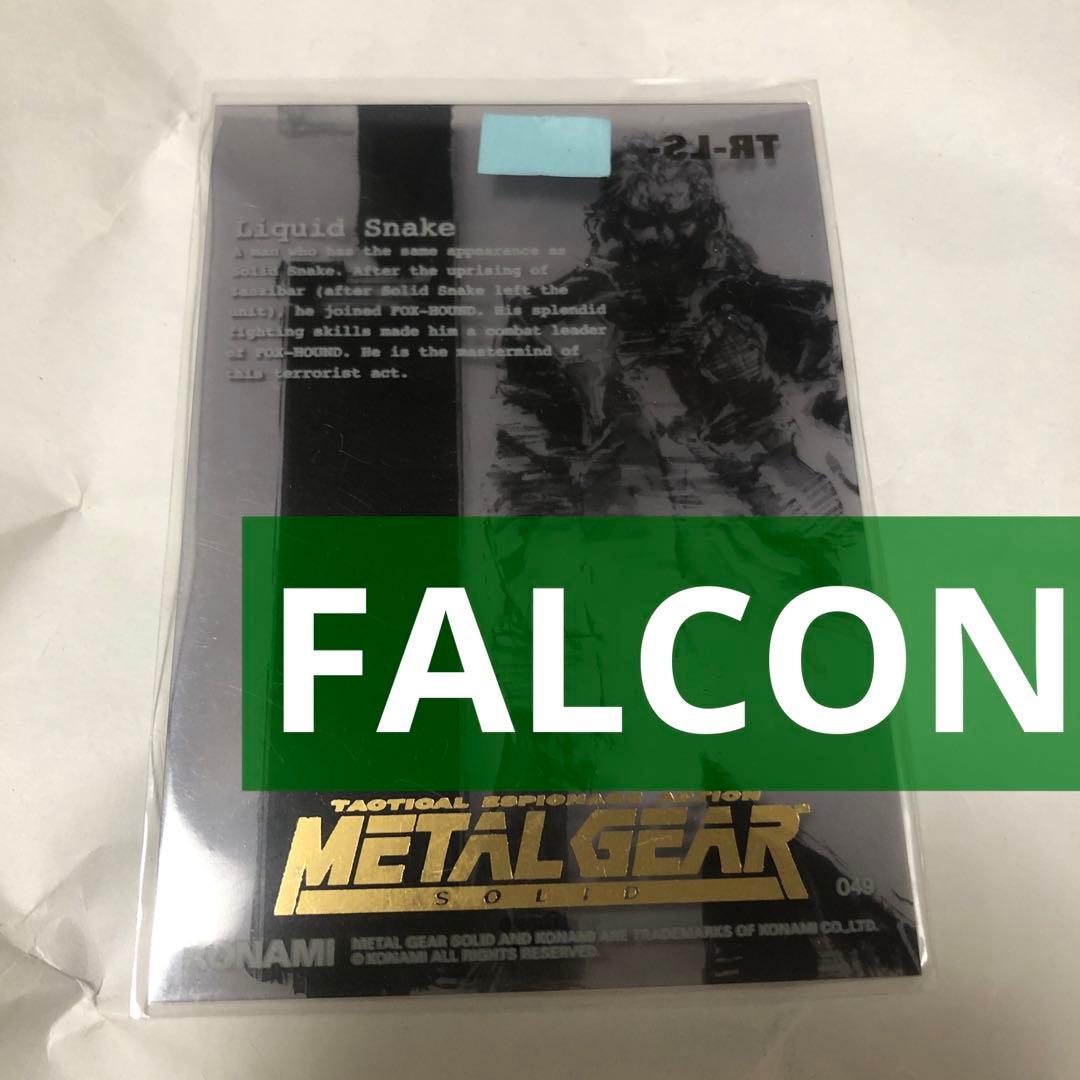 TR-LS-
Liquid Snake
A man who has the same appearance as
Solid Snake. After the uprising of
Zanzibar (after Solid Snake left the
unit), he joined FOX-HOUND. His splendid
fighting skills made him a combat leader
of FOX-HOUND. He is the mastermind of
this terrorist act.
FALCON
TACTICAL ESPIONAGE ACTION
METAL GEAR
SOLID
049
KONAMI
METAL GEAR SOLID AND KONAMI ARE TRADEMARKS OF KONAMI CO.,LTD.
©KONAMI ALL RIGHTS RESERVED.